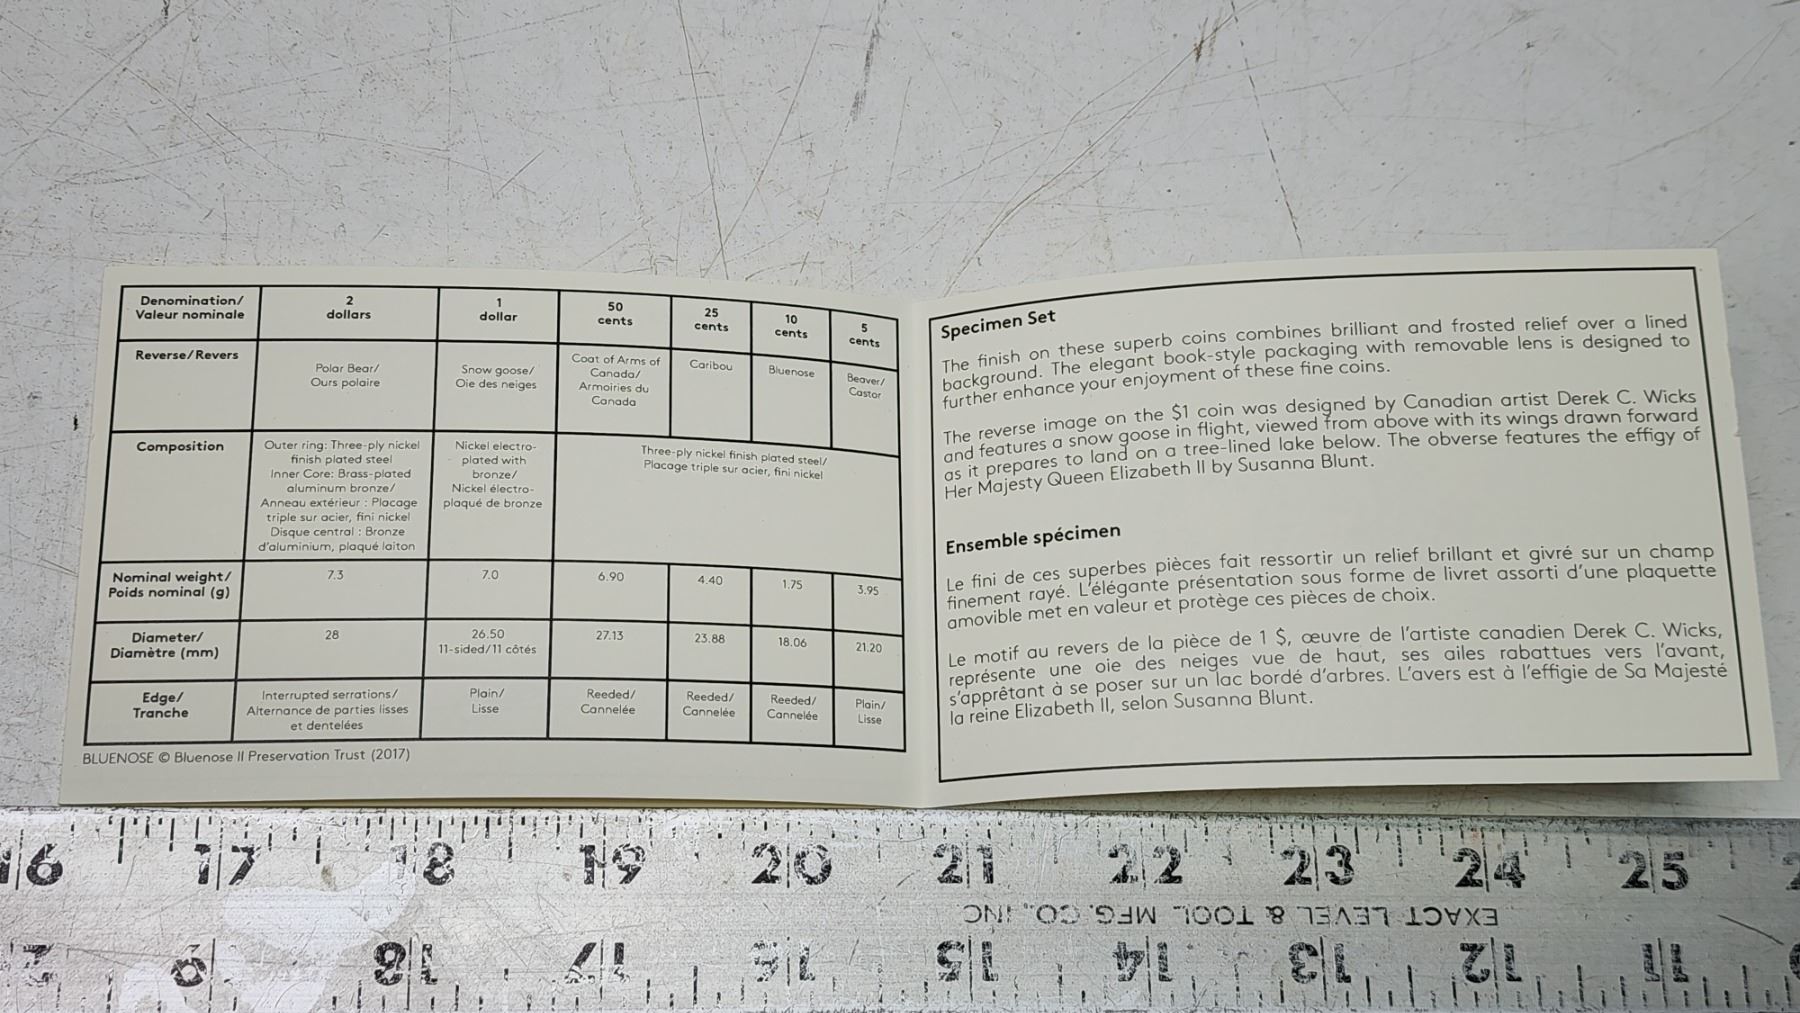 Denomination/
Valeur nominale
2
dollars
1
dollar
50
cents
25
cents
10
cents
5
cents
Reverse/Revers
Polar Bear/
Ours polaire
Snow goose/
Oie des neiges
Coat of Arms of
Canada/
Armoiries du
Canada
Caribou
Bluenose
Beaver/
Castor
Composition
Outer ring: Three-ply nickel
finish plated steel
Inner Core: Brass-plated
aluminum bronze/
Anneau extérieur : Placage
triple sur acier, fini nickel
Disque central : Bronze
d'aluminium, plaqué laiton
Nickel electro-
plated with
bronze/
Nickel électro-
plaqué de bronze
Three-ply nickel finish plated steel/
Placage triple sur acier, fini nickel
Nominal weight/
Poids nominal (g)
7.3
7.0
6.90
4.40
1.75
3.95
Diameter/
Diamètre (mm)
28
26.50
11-sided/11 côtés
27.13
23.88
18.06
21.20
Edge/
Tranche
Interrupted serrations/
Alternance de parties lisses
et dentelées
Plain/
Lisse
Reeded/
Cannelée
Reeded/
Cannelée
Reeded/
Cannelée
Plain/
Lisse
BLUENOSE © Bluenose II Preservation Trust (2017)
Specimen Set
The finish on these superb coins combines brilliant and frosted relief over a lined
background. The elegant book-style packaging with removable lens is designed to
further enhance your enjoyment of these fine coins.
The reverse image on the $1 coin was designed by Canadian artist Derek C. Wicks
and features a snow goose in flight, viewed from above with its wings drawn forward
as it prepares to land on a tree-lined lake below. The obverse features the effigy of
Her Majesty Queen Elizabeth II by Susanna Blunt.
Ensemble spécimen
Le fini de ces superbes pièces fait ressortir un relief brillant et givré sur un champ
finement rayé. L'élégante présentation sous forme de livret assorti d'une plaquette
amovible met en valeur et protège ces pièces de choix.
Le motif au revers de la pièce de 1 $, œuvre de l'artiste canadien Derek C. Wicks,
représente une oie des neiges vue de haut, ses ailes rabattues vers l'avant,
s'apprêtant à se poser sur un lac bordé d'arbres. L'avers est à l'effigie de Sa Majesté
la reine Elizabeth II, selon Susanna Blunt.
16 17 18 19 20 21 22 23 24 25
EXACT LEVEL & TOOL MFG. CO., INC.
18 17 16 15 14 13 12 11